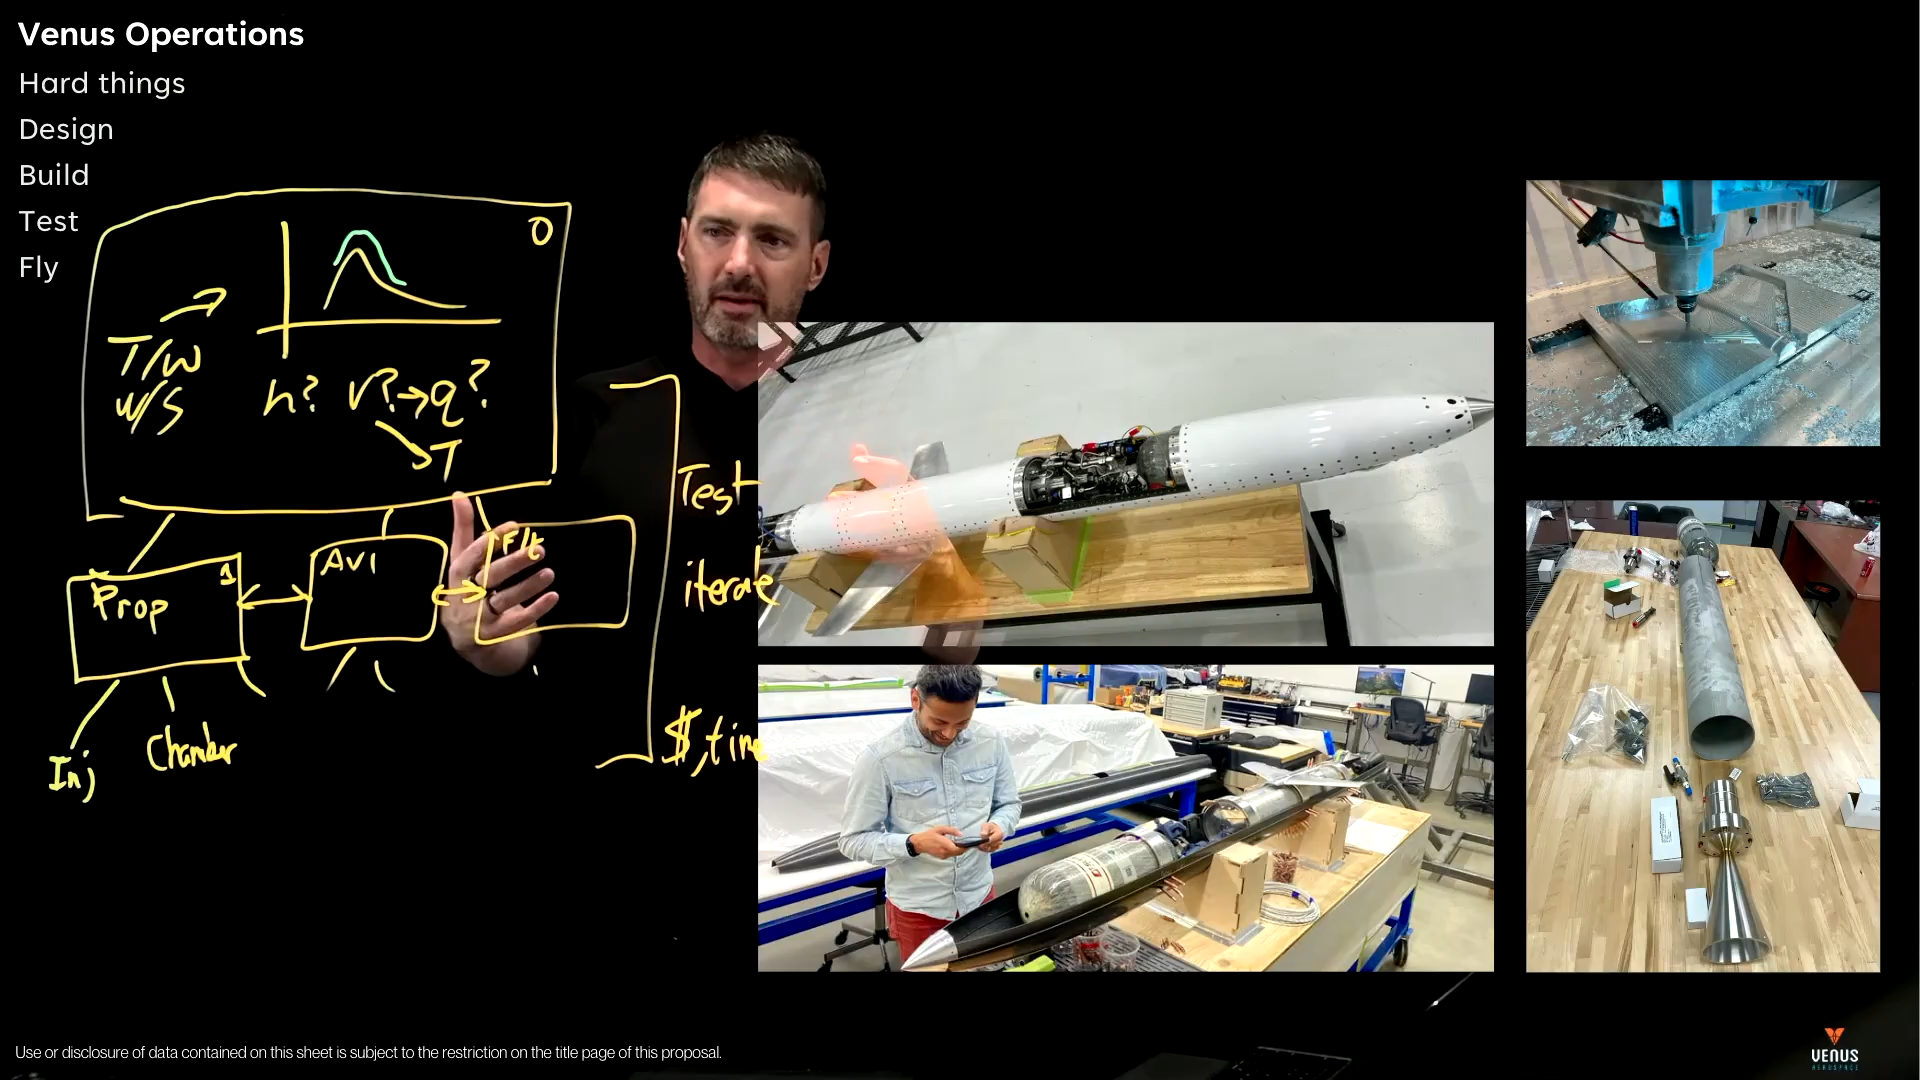 Venus Operations
Hard things
Design
Build
Test
Fly
0
T/W
W/S
h? v? → q?
T
Test
iterate
$, time
Prop
1
Avi
Flt
Inj
Chamber
Use or disclosure of data contained on this sheet is subject to the restriction on the title page of this proposal.
VENUS
AEROSPACE